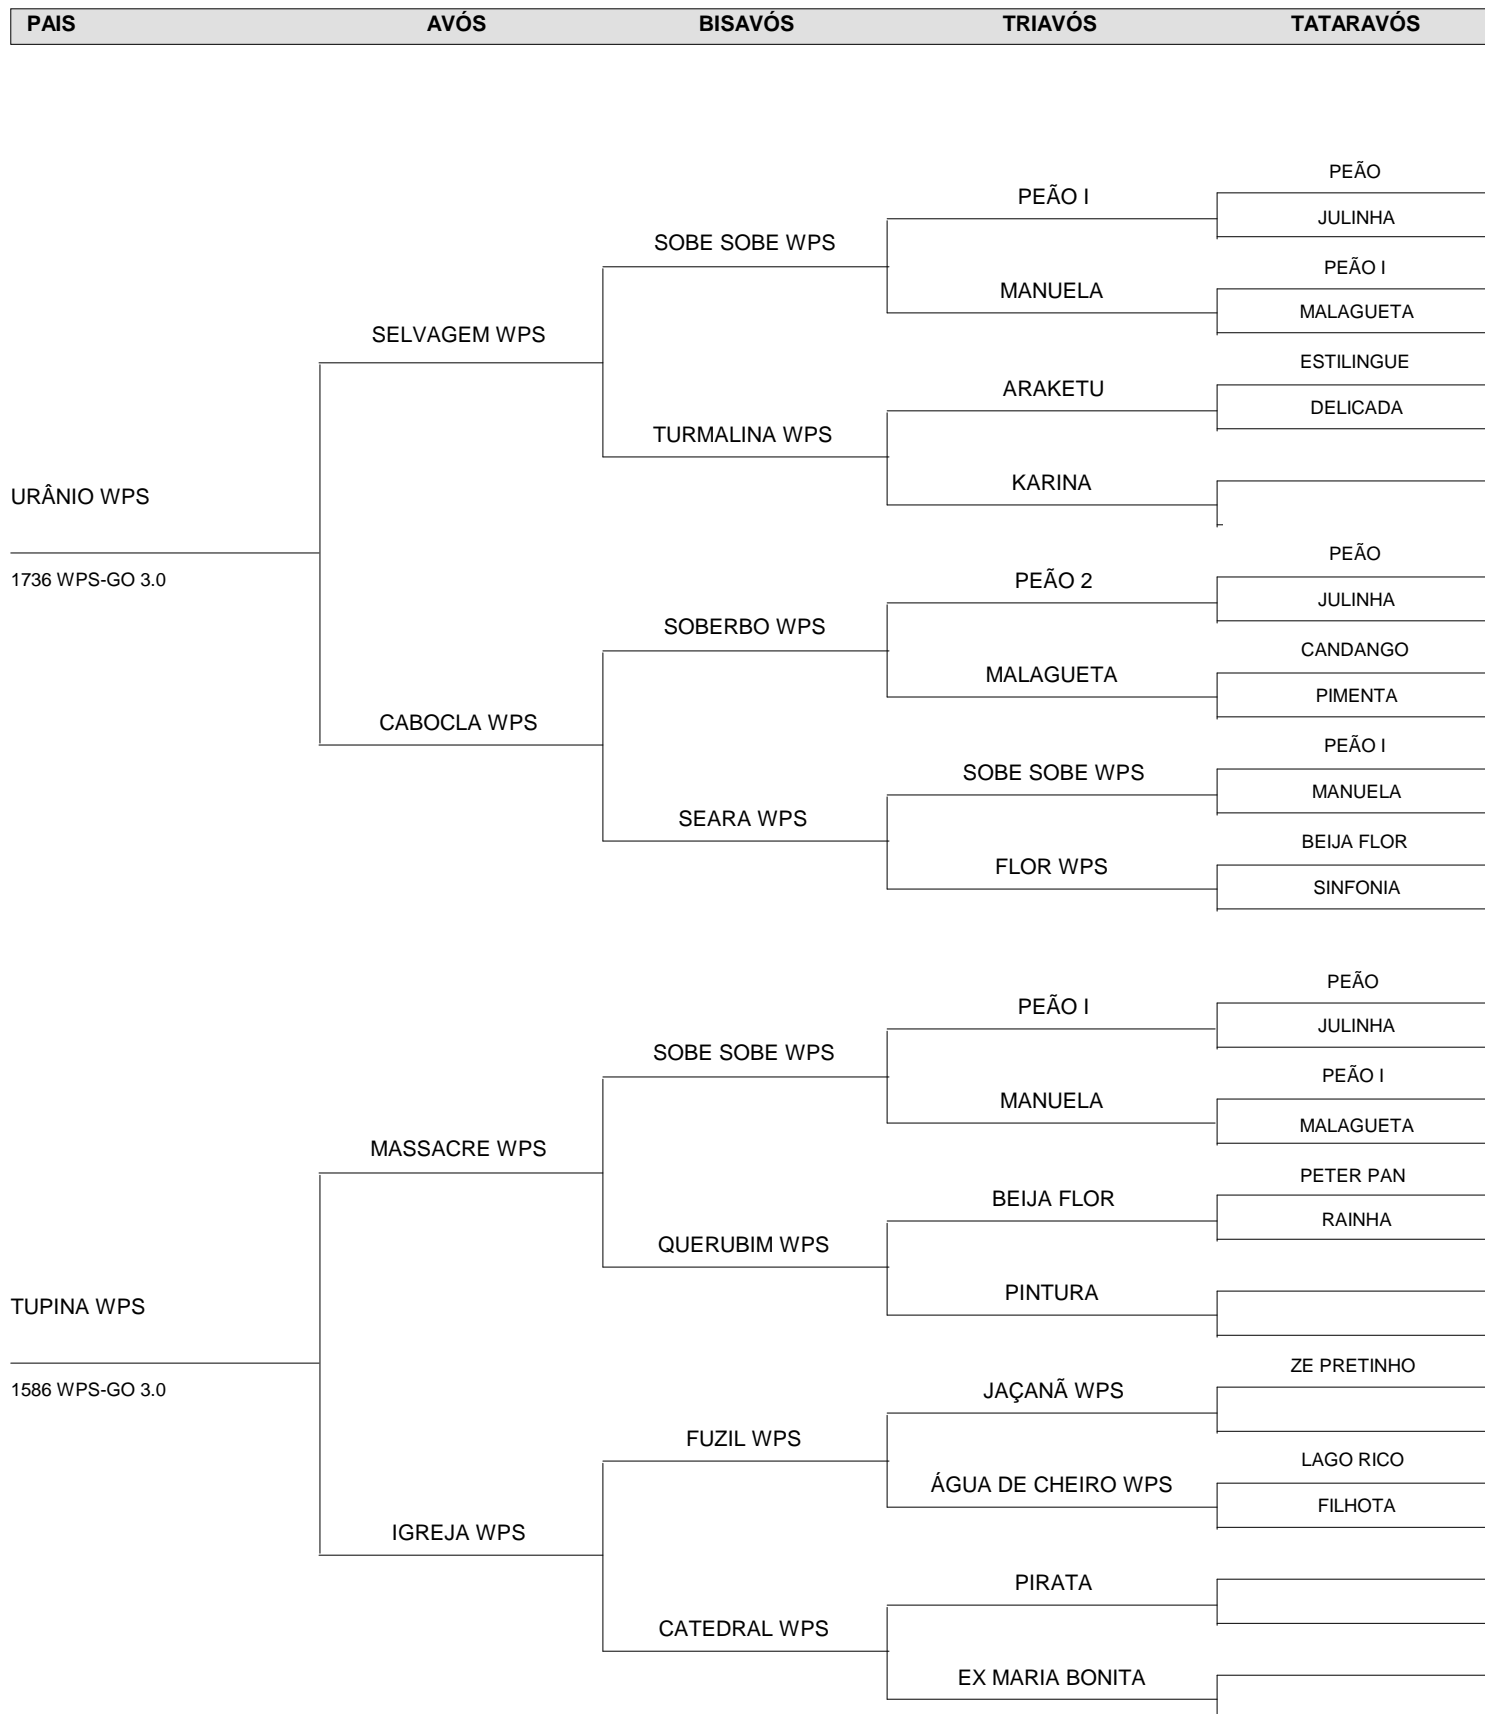 PAIS AVÓS BISAVÓS TRIAVÓS TATARAVÓS
PEÃO
PEÃO I
JULINHA
SOBE SOBE WPS
PEÃO I
MANUELA
MALAGUETA
SELVAGEM WPS
ESTILINGUE
ARAKETU
DELICADA
TURMALINA WPS
KARINA
URÂNIO WPS
PEÃO
1736 WPS-GO 3.0
PEÃO 2
JULINHA
SOBERBO WPS
CANDANGO
MALAGUETA
PIMENTA
CABOCLA WPS
PEÃO I
SOBE SOBE WPS
MANUELA
SEARA WPS
BEIJA FLOR
FLOR WPS
SINFONIA
PEÃO
PEÃO I
JULINHA
SOBE SOBE WPS
PEÃO I
MANUELA
MALAGUETA
MASSACRE WPS
PETER PAN
BEIJA FLOR
RAINHA
QUERUBIM WPS
PINTURA
TUPINA WPS
ZE PRETINHO
1586 WPS-GO 3.0
JAÇANÃ WPS
FUZIL WPS
LAGO RICO
ÁGUA DE CHEIRO WPS
FILHOTA
IGREJA WPS
PIRATA
CATEDRAL WPS
EX MARIA BONITA